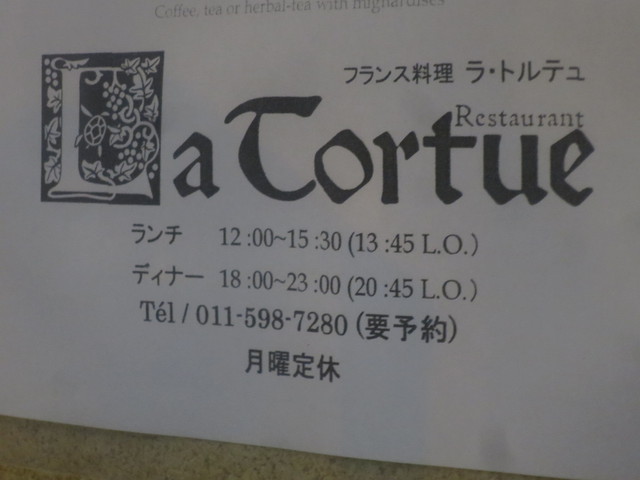 Coffee, tea or herbal-tea with mignardises
フランス料理 ラ・トルテュ
Restaurant
La Tortue
ランチ 12:00~15:30 (13:45 L.O.)
ディナー 18:00~23:00 (20:45 L.O.)
Tél / 011-598-7280 (要予約)
月曜定休